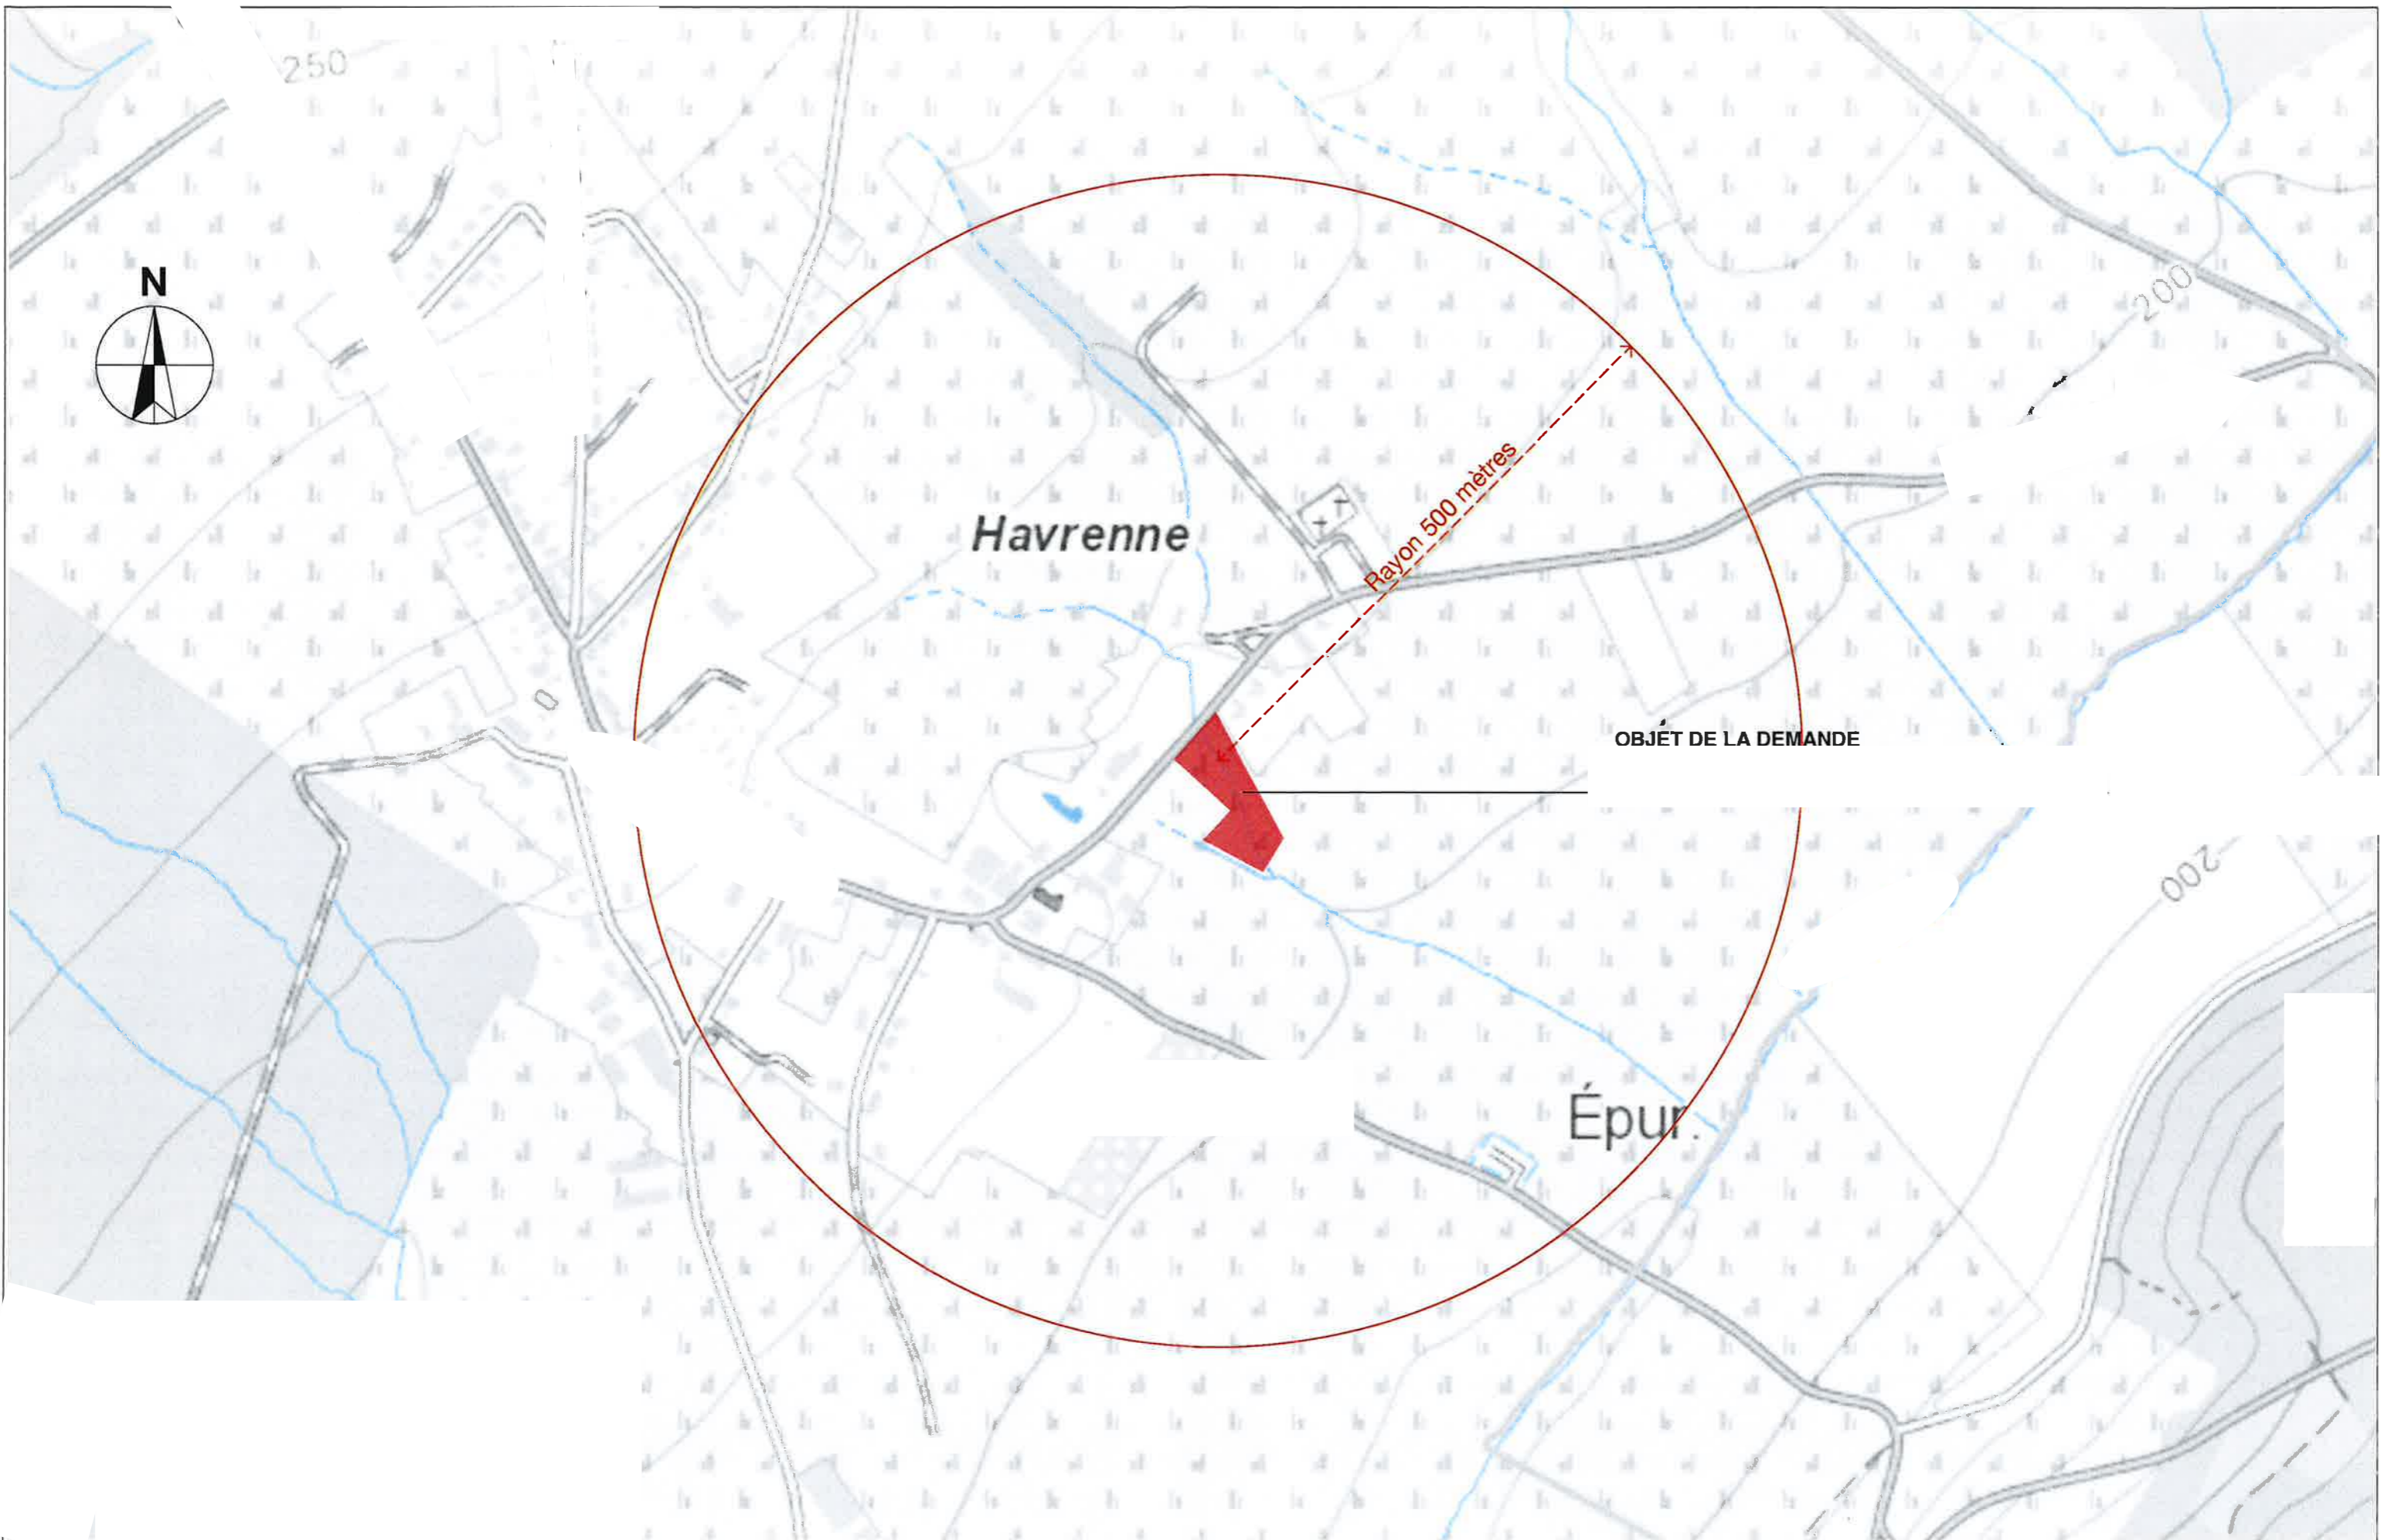 250
N
200
Rayon 500 mètres
Havrenne
OBJET DE LA DEMANDE
200
Épur.